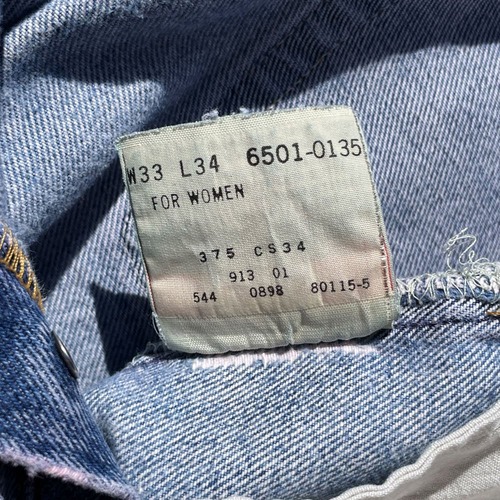 W33 L34 6501-0135
FOR WOMEN
375 CS34
913 01
544 0898 80115-5